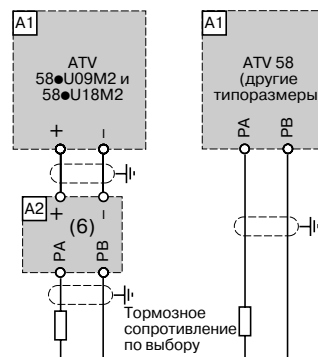 A1
ATV
58●U09M2 и
58●U18M2
+ −
A1
ATV 58
(другие
типоразмеры
PA PB
A2
+ −
(6)
PA PB
Тормозное
сопротивление
по выбору